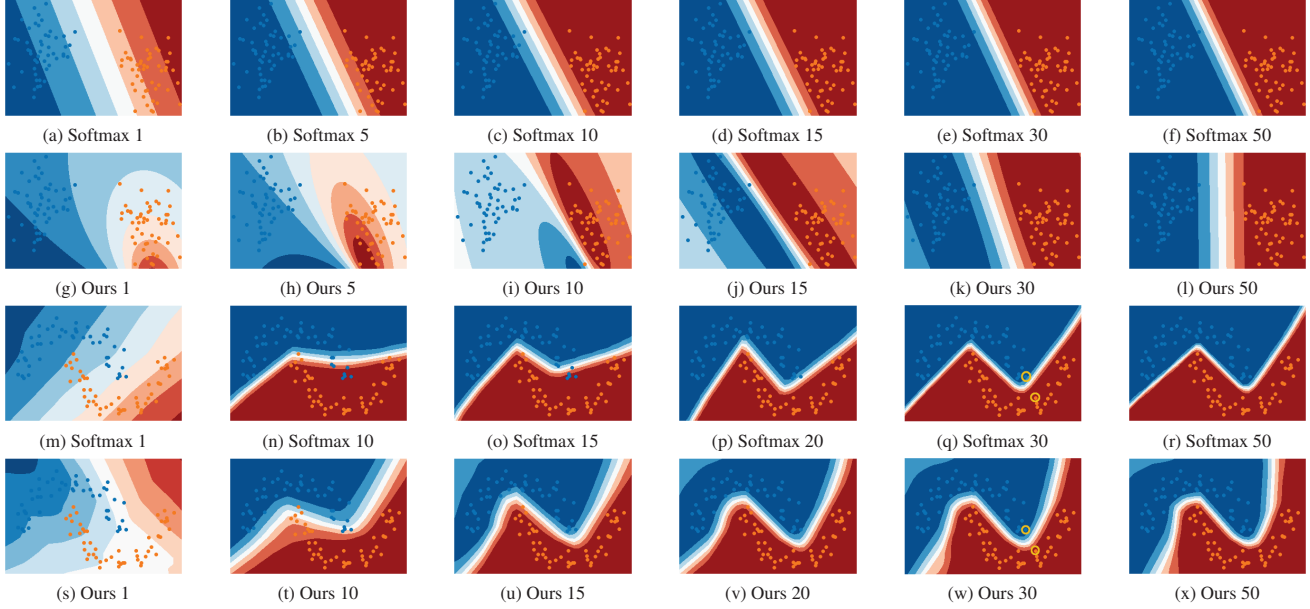 (a) Softmax 1 (b) Softmax 5 (c) Softmax 10 (d) Softmax 15 (e) Softmax 30 (f) Softmax 50
(g) Ours 1 (h) Ours 5 (i) Ours 10 (j) Ours 15 (k) Ours 30 (l) Ours 50
(m) Softmax 1 (n) Softmax 10 (o) Softmax 15 (p) Softmax 20 (q) Softmax 30 (r) Softmax 50
(s) Ours 1 (t) Ours 10 (u) Ours 15 (v) Ours 20 (w) Ours 30 (x) Ours 50